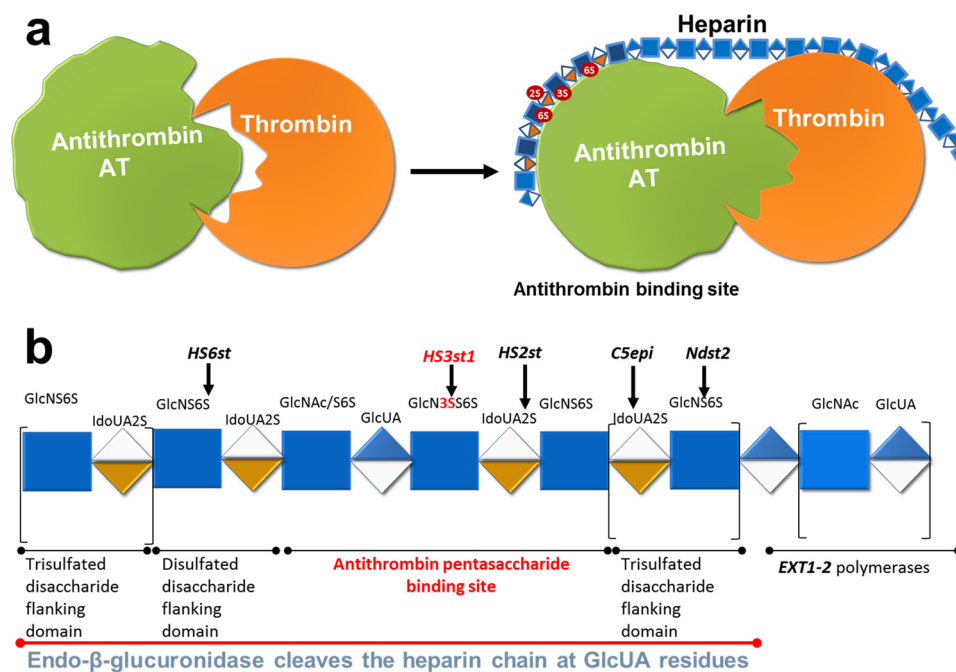 a
Heparin
Antithrombin
AT
Thrombin
6S
2S
3S
6S
Antithrombin
AT
Thrombin
Antithrombin binding site
b
HS6st
HS3st1
HS2st
C5epi
Ndst2
GlcNS6S
IdoUA2S
GlcNS6S
IdoUA2S
GlcNAc/S6S
GlcUA
GlcN3SS6S
IdoUA2S
GlcNS6S
IdoUA2S
GlcNS6S
GlcNAc
GlcUA
Trisulfated
disaccharide
flanking
domain
Disulfated
disaccharide
flanking
domain
Antithrombin pentasaccharide
binding site
Trisulfated
disaccharide
flanking
domain
EXT1-2 polymerases
Endo-β-glucuronidase cleaves the heparin chain at GlcUA residues